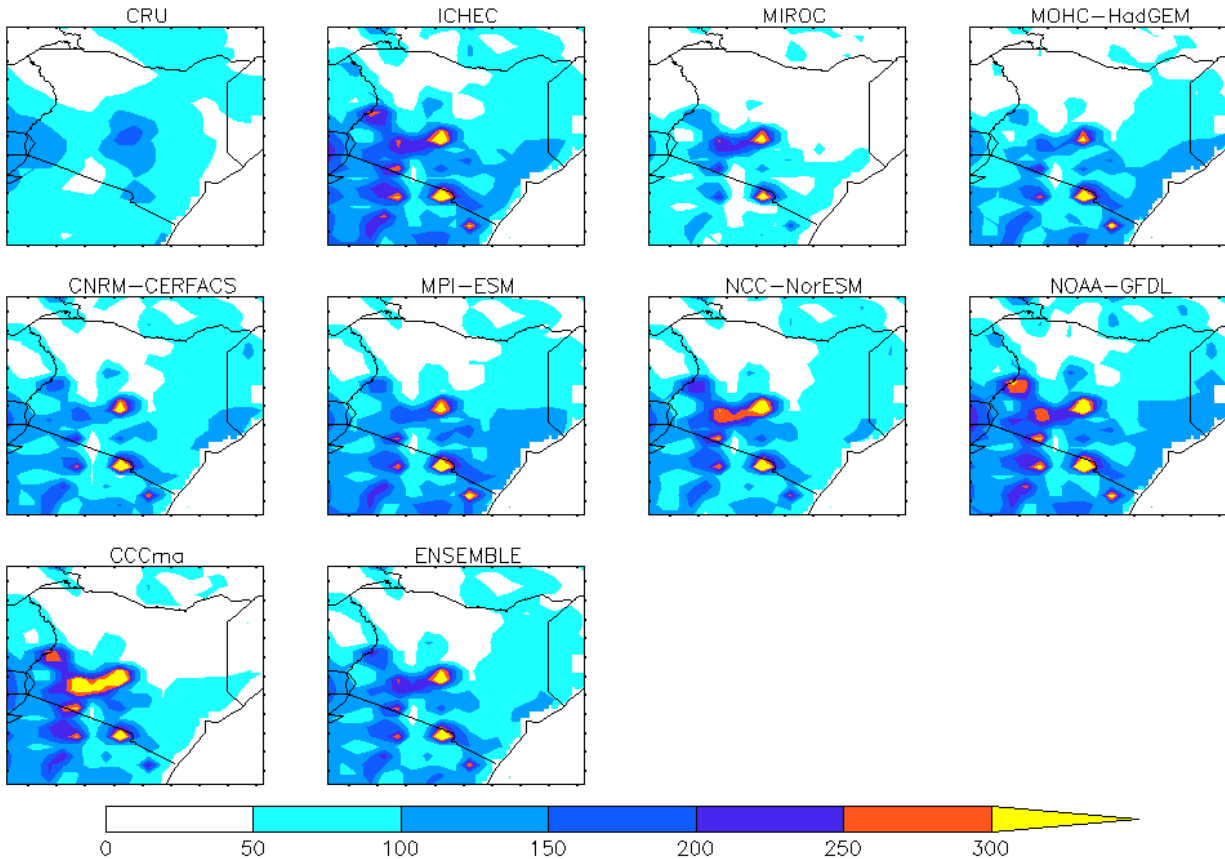 CRU ICHEC MIROC MOHC-HadGEM
CNRM-CERFACS MPI-ESM NCC-NorESM NOAA-GFDL
CCCma ENSEMBLE
0 50 100 150 200 250 300